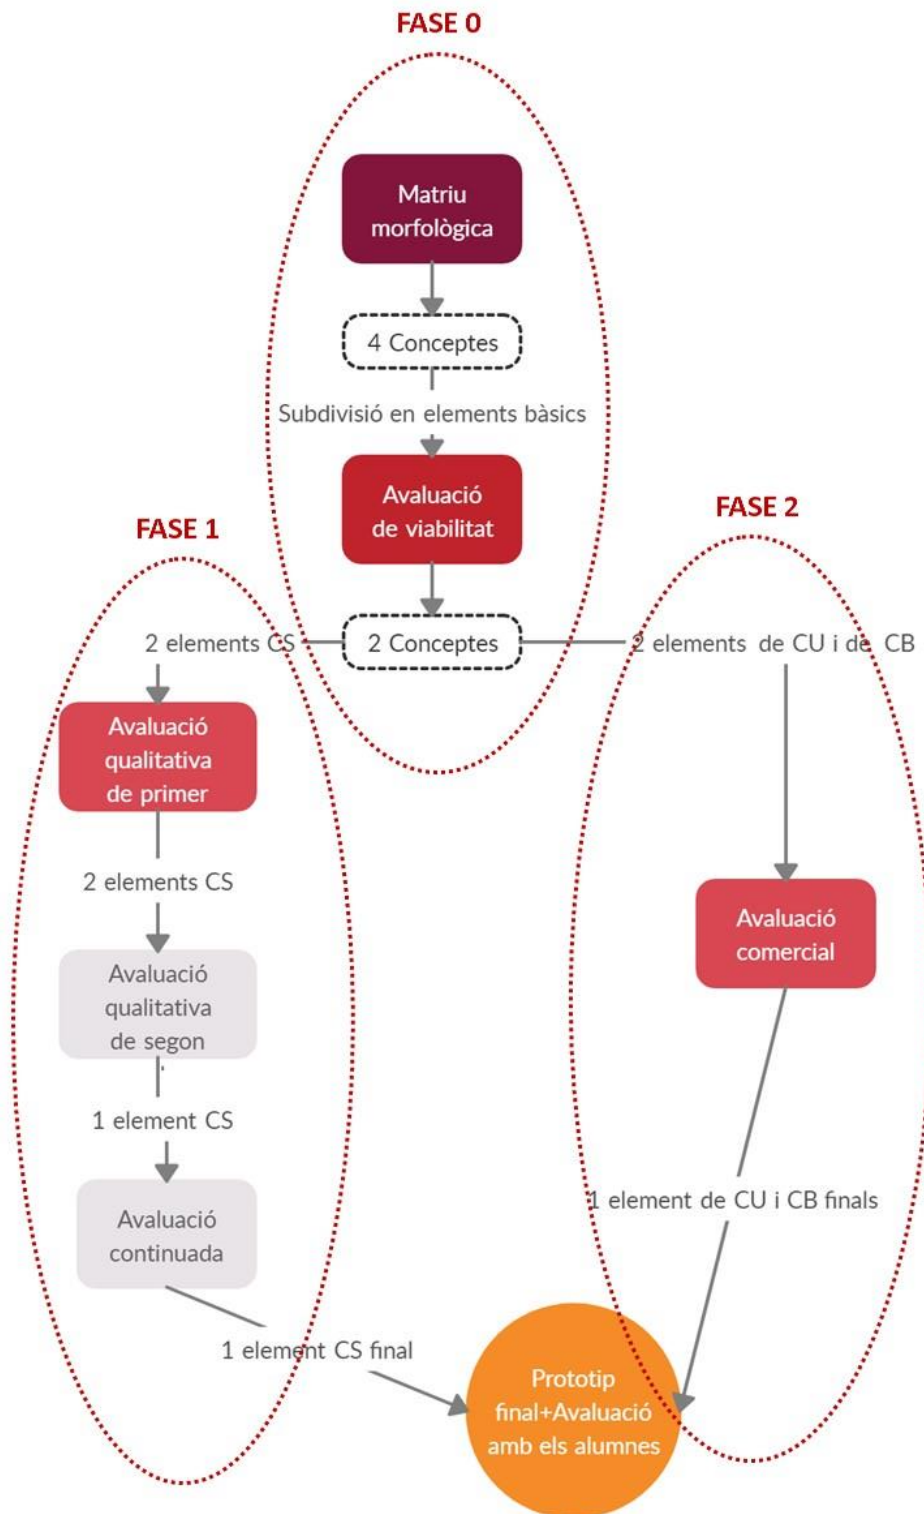 FASE 0
Matriu
morfològica
4 Conceptes
Subdivisió en elements bàsics
Avaluació
de viabilitat
FASE 1
FASE 2
2 elements CS
2 Conceptes
2 elements de CU i de CB
Avaluació
qualitativa
de primer
2 elements CS
Avaluació
qualitativa
de segon
1 element CS
Avaluació
continuada
1 element CS final
Avaluació
comercial
1 element de CU i CB finals
Prototip
final+Avaluació
amb els alumnes